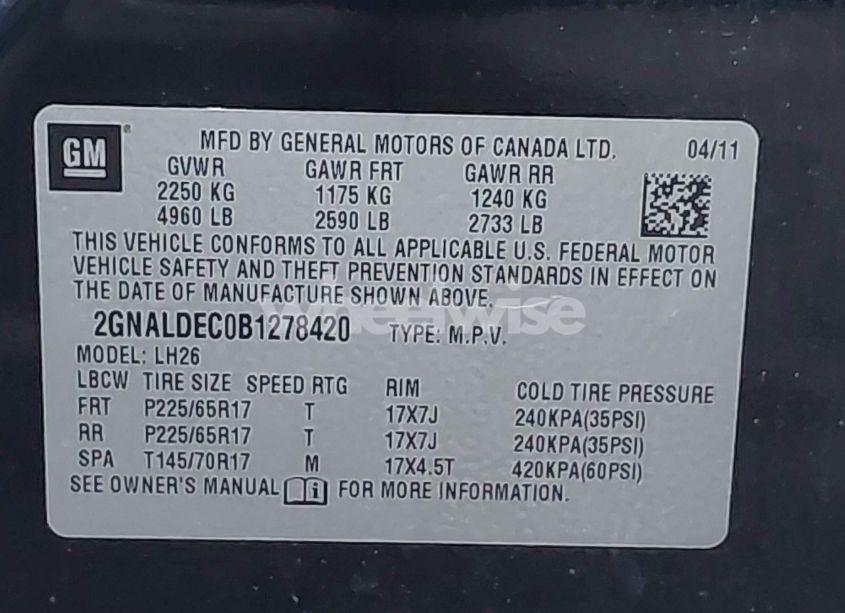 GM
MFD BY GENERAL MOTORS OF CANADA LTD. 04/11
GVWR GAWR FRT GAWR RR
2250 KG 1175 KG 1240 KG
4960 LB 2590 LB 2733 LB
THIS VEHICLE CONFORMS TO ALL APPLICABLE U.S. FEDERAL MOTOR
VEHICLE SAFETY AND THEFT PREVENTION STANDARDS IN EFFECT ON
THE DATE OF MANUFACTURE SHOWN ABOVE.
wheelwise
2GNALDEC0B1278420 TYPE: M.P.V.
MODEL: LH26
LBCW TIRE SIZE SPEED RTG RIM COLD TIRE PRESSURE
FRT P225/65R17 T 17X7J 240KPA(35PSI)
RR P225/65R17 T 17X7J 240KPA(35PSI)
SPA T145/70R17 M 17X4.5T 420KPA(60PSI)
SEE OWNER'S MANUAL FOR MORE INFORMATION.